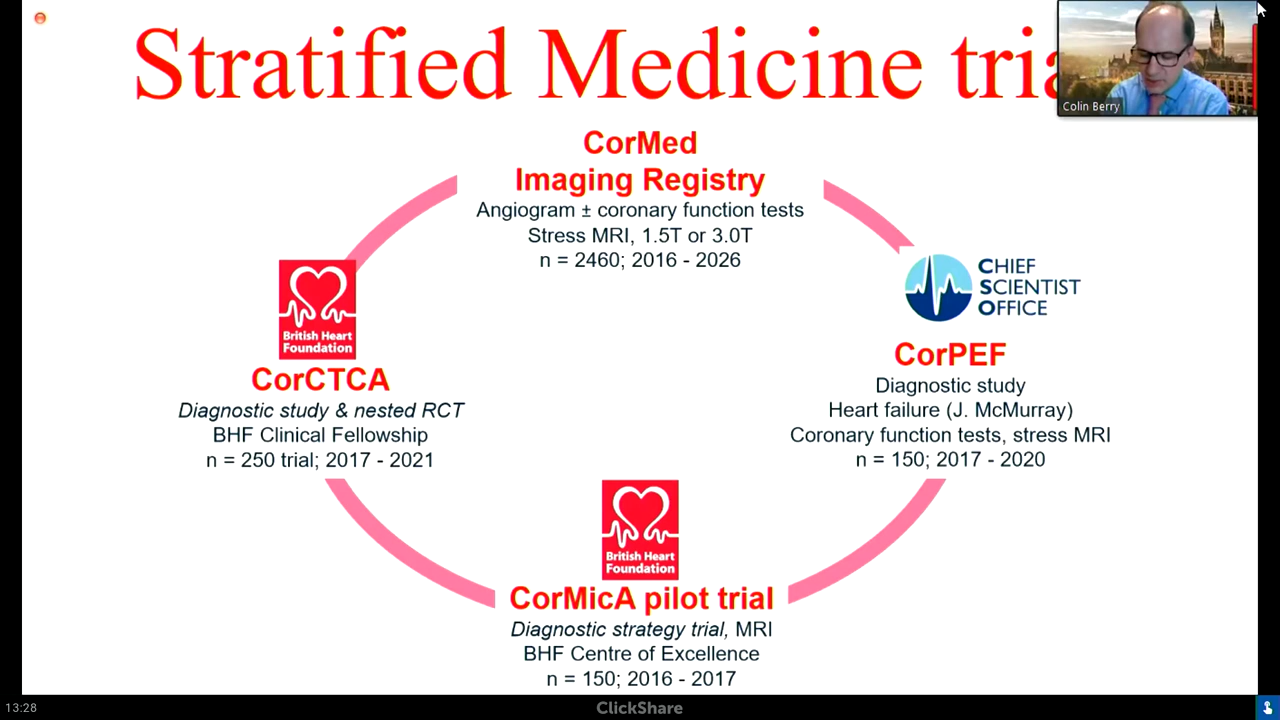 Stratified Medicine tria
Colin Berry
CorMed
Imaging Registry
Angiogram ± coronary function tests
Stress MRI, 1.5T or 3.0T
n = 2460; 2016 - 2026
British Heart
Foundation
CorCTCA
Diagnostic study & nested RCT
BHF Clinical Fellowship
n = 250 trial; 2017 - 2021
CHIEF
SCIENTIST
OFFICE
CorPEF
Diagnostic study
Heart failure (J. McMurray)
Coronary function tests, stress MRI
n = 150; 2017 - 2020
British Heart
Foundation
CorMicA pilot trial
Diagnostic strategy trial, MRI
BHF Centre of Excellence
n = 150; 2016 - 2017
13:28
ClickShare